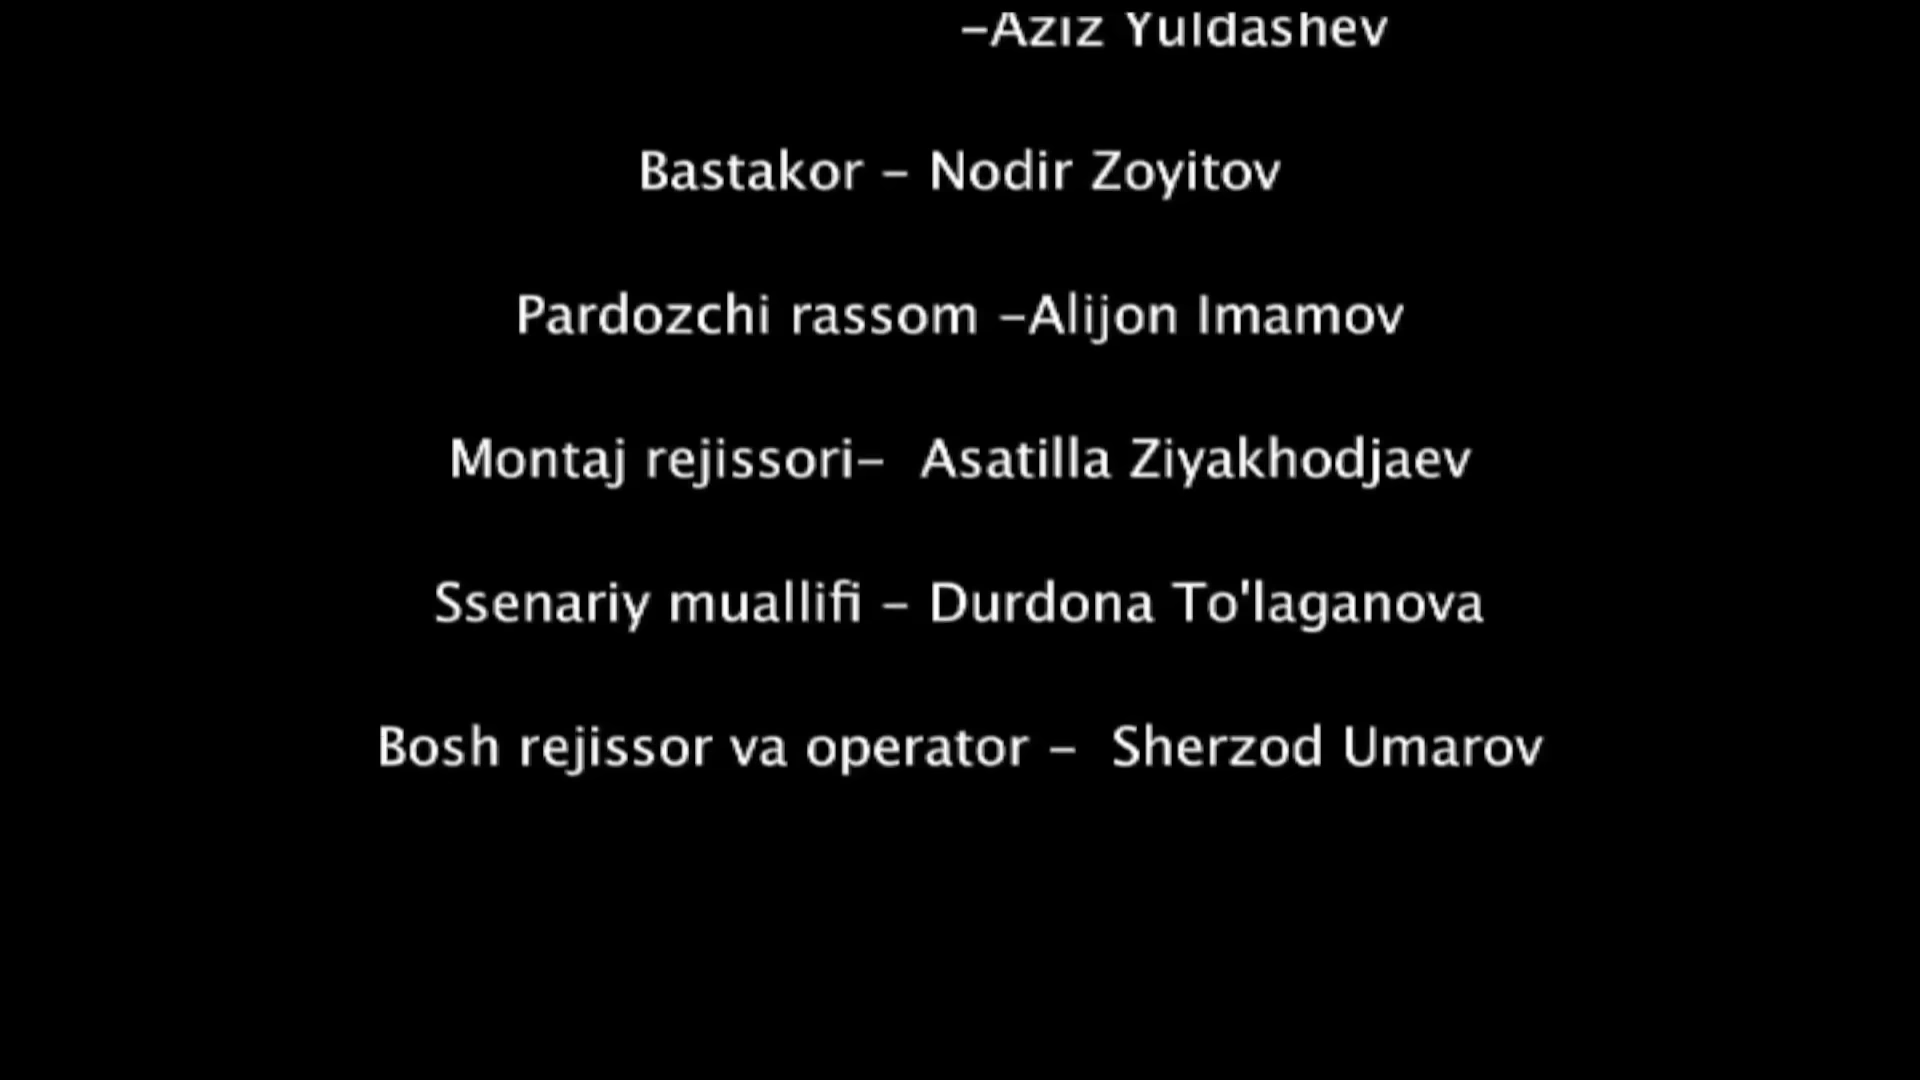 -Aziz Yuldashev
Bastakor - Nodir Zoyitov
Pardozchi rassom -Alijon Imamov
Montaj rejissori- Asatilla Ziyakhodjaev
Ssenariy muallifi - Durdona To'laganova
Bosh rejissor va operator - Sherzod Umarov